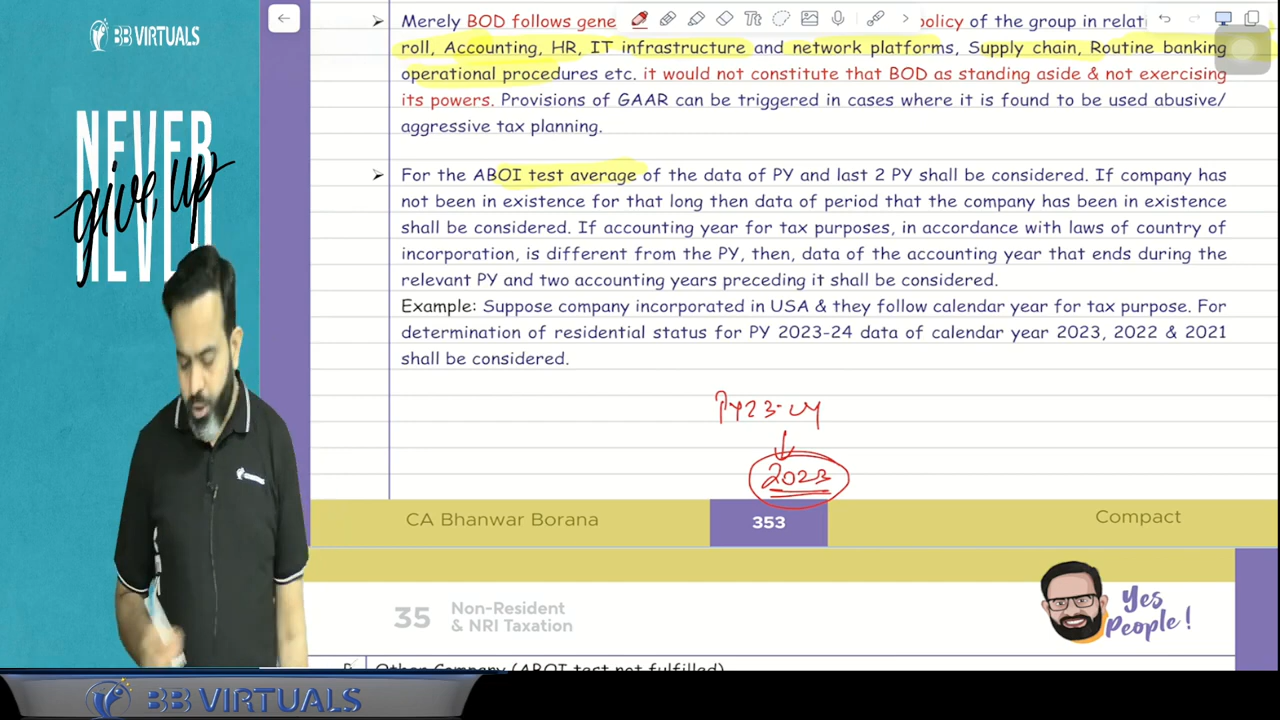 BB VIRTUALS
NEVER
give up
NEVER
Merely BOD follows gene policy of the group in relati
roll, Accounting, HR, IT infrastructure and network platforms, Supply chain, Routine banking
operational procedures etc. it would not constitute that BOD as standing aside & not exercising
its powers. Provisions of GAAR can be triggered in cases where it is found to be used abusive/
aggressive tax planning.
For the ABOI test average of the data of PY and last 2 PY shall be considered. If company has
not been in existence for that long then data of period that the company has been in existence
shall be considered. If accounting year for tax purposes, in accordance with laws of country of
incorporation, is different from the PY, then, data of the accounting year that ends during the
relevant PY and two accounting years preceding it shall be considered.
Example: Suppose company incorporated in USA & they follow calendar year for tax purpose. For
determination of residential status for PY 2023-24 data of calendar year 2023, 2022 & 2021
shall be considered.
PY23-24
2023
CA Bhanwar Borana 353 Compact
35 Non-Resident
& NRI Taxation
Yes
People!
Other Company (ABOI test not fulfilled)
BB VIRTUALS